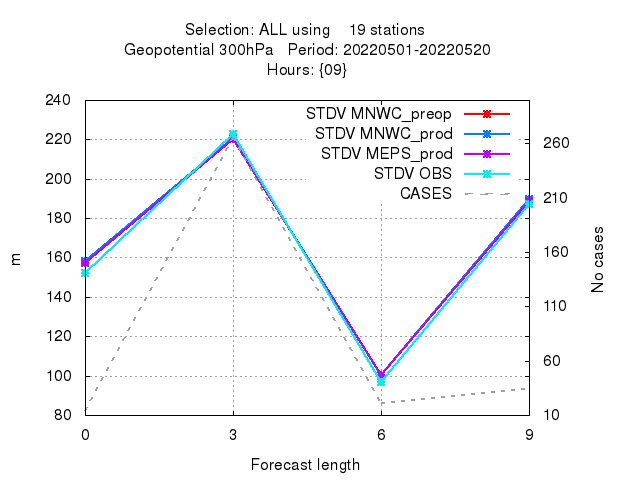 Selection: ALL using    19 stations
Geopotential 300hPa   Period: 20220501-20220520
Hours: {09}
STDV MNWC_preop
STDV MNWC_prod
STDV MEPS_prod
STDV OBS
CASES
240
220
200
180
160
140
120
100
80
m
260
210
160
110
60
10
No cases
0 3 6 9
Forecast length